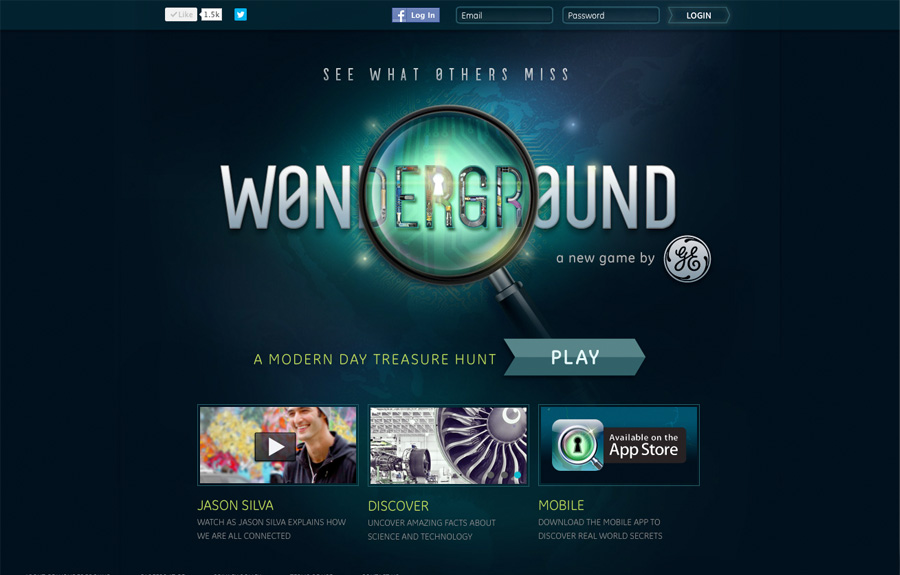 Like 1.5k Log In Email Password LOGIN
SEE WHAT 0THERS MISS
W0NDERGR0UND
a new game by GE
A MODERN DAY TREASURE HUNT PLAY
Available on the
App Store
JASON SILVA
WATCH AS JASON SILVA EXPLAINS HOW
WE ARE ALL CONNECTED
DISCOVER
UNCOVER AMAZING FACTS ABOUT
SCIENCE AND TECHNOLOGY
MOBILE
DOWNLOAD THE MOBILE APP TO
DISCOVER REAL WORLD SECRETS